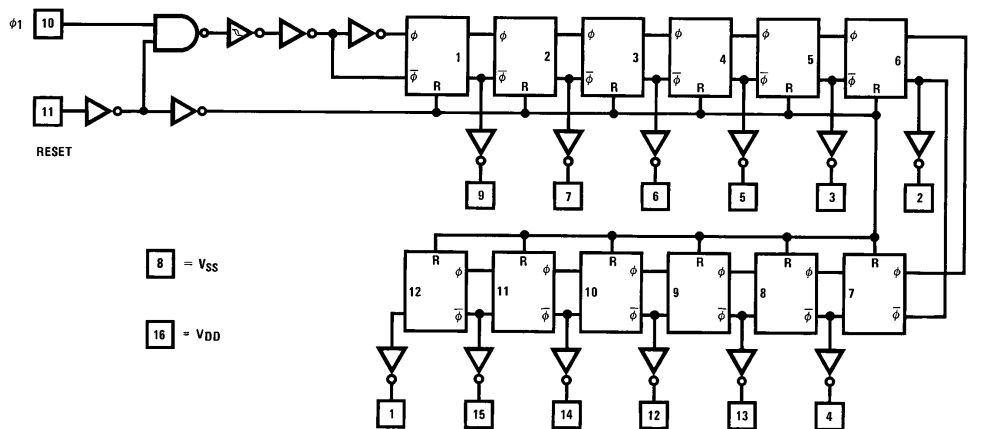 ϕ1 10
ϕ ϕ ϕ ϕ ϕ ϕ
1 2 3 4 5 6
ϕ̅ ϕ̅ ϕ̅ ϕ̅ ϕ̅ ϕ̅
R R R R R R
11
RESET
9 7 6 5 3 2
8 = VSS
R R R R R R
ϕ ϕ ϕ ϕ ϕ ϕ
12 11 10 9 8 7
ϕ̅ ϕ̅ ϕ̅ ϕ̅ ϕ̅ ϕ̅
16 = VDD
1 15 14 12 13 4